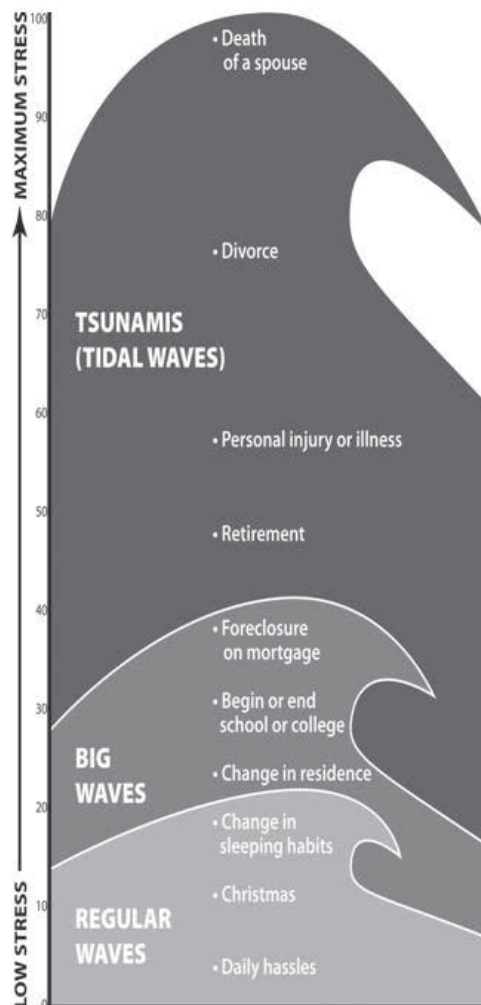 MAXIMUM STRESS
LOW STRESS
100
90
80
70
60
50
40
30
20
10
0
• Death
of a spouse
• Divorce
TSUNAMIS
(TIDAL WAVES)
• Personal injury or illness
• Retirement
• Foreclosure
on mortgage
• Begin or end
school or college
• Change in residence
BIG
WAVES
• Change in
sleeping habits
• Christmas
REGULAR
WAVES
• Daily hassles